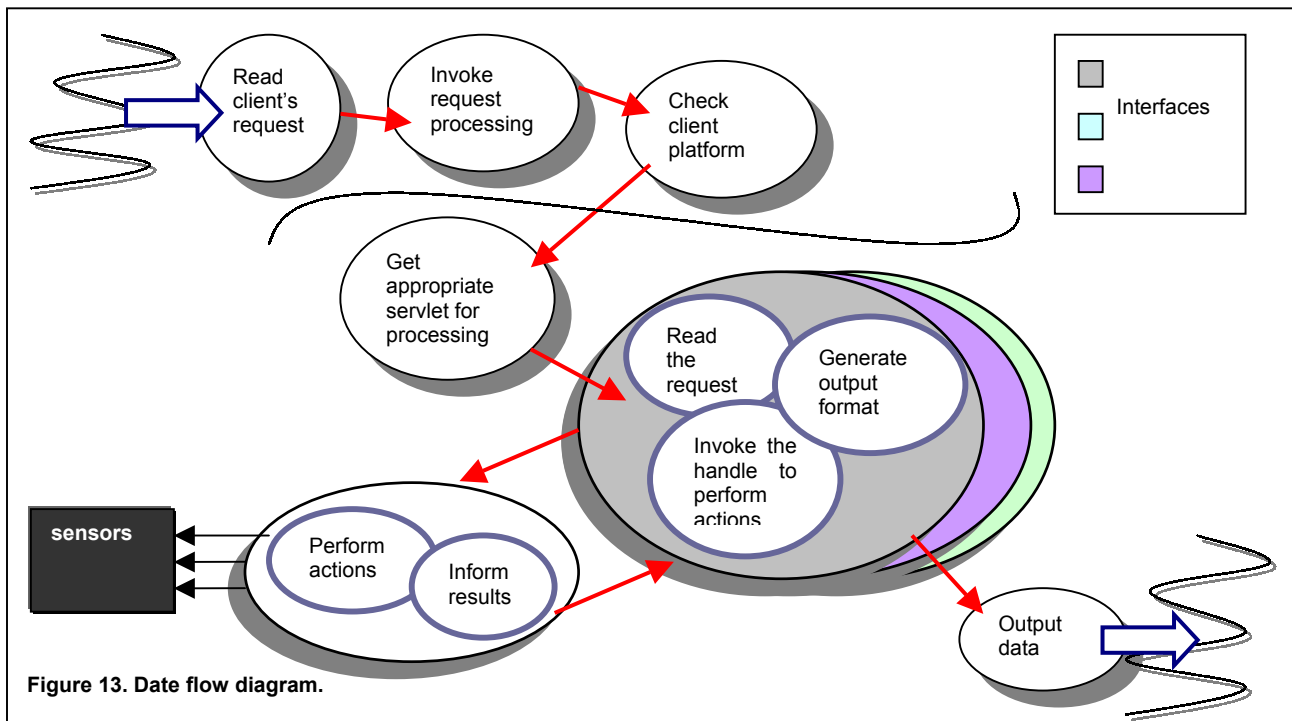 Read
client's
request
Invoke
request
processing
Check
client
platform
Interfaces
Get
appropriate
servlet for
processing
Read
the
request
Generate
output
format
Invoke the
handle to
perform
actions
sensors
Perform
actions
Inform
results
Output
data
Figure 13. Date flow diagram.